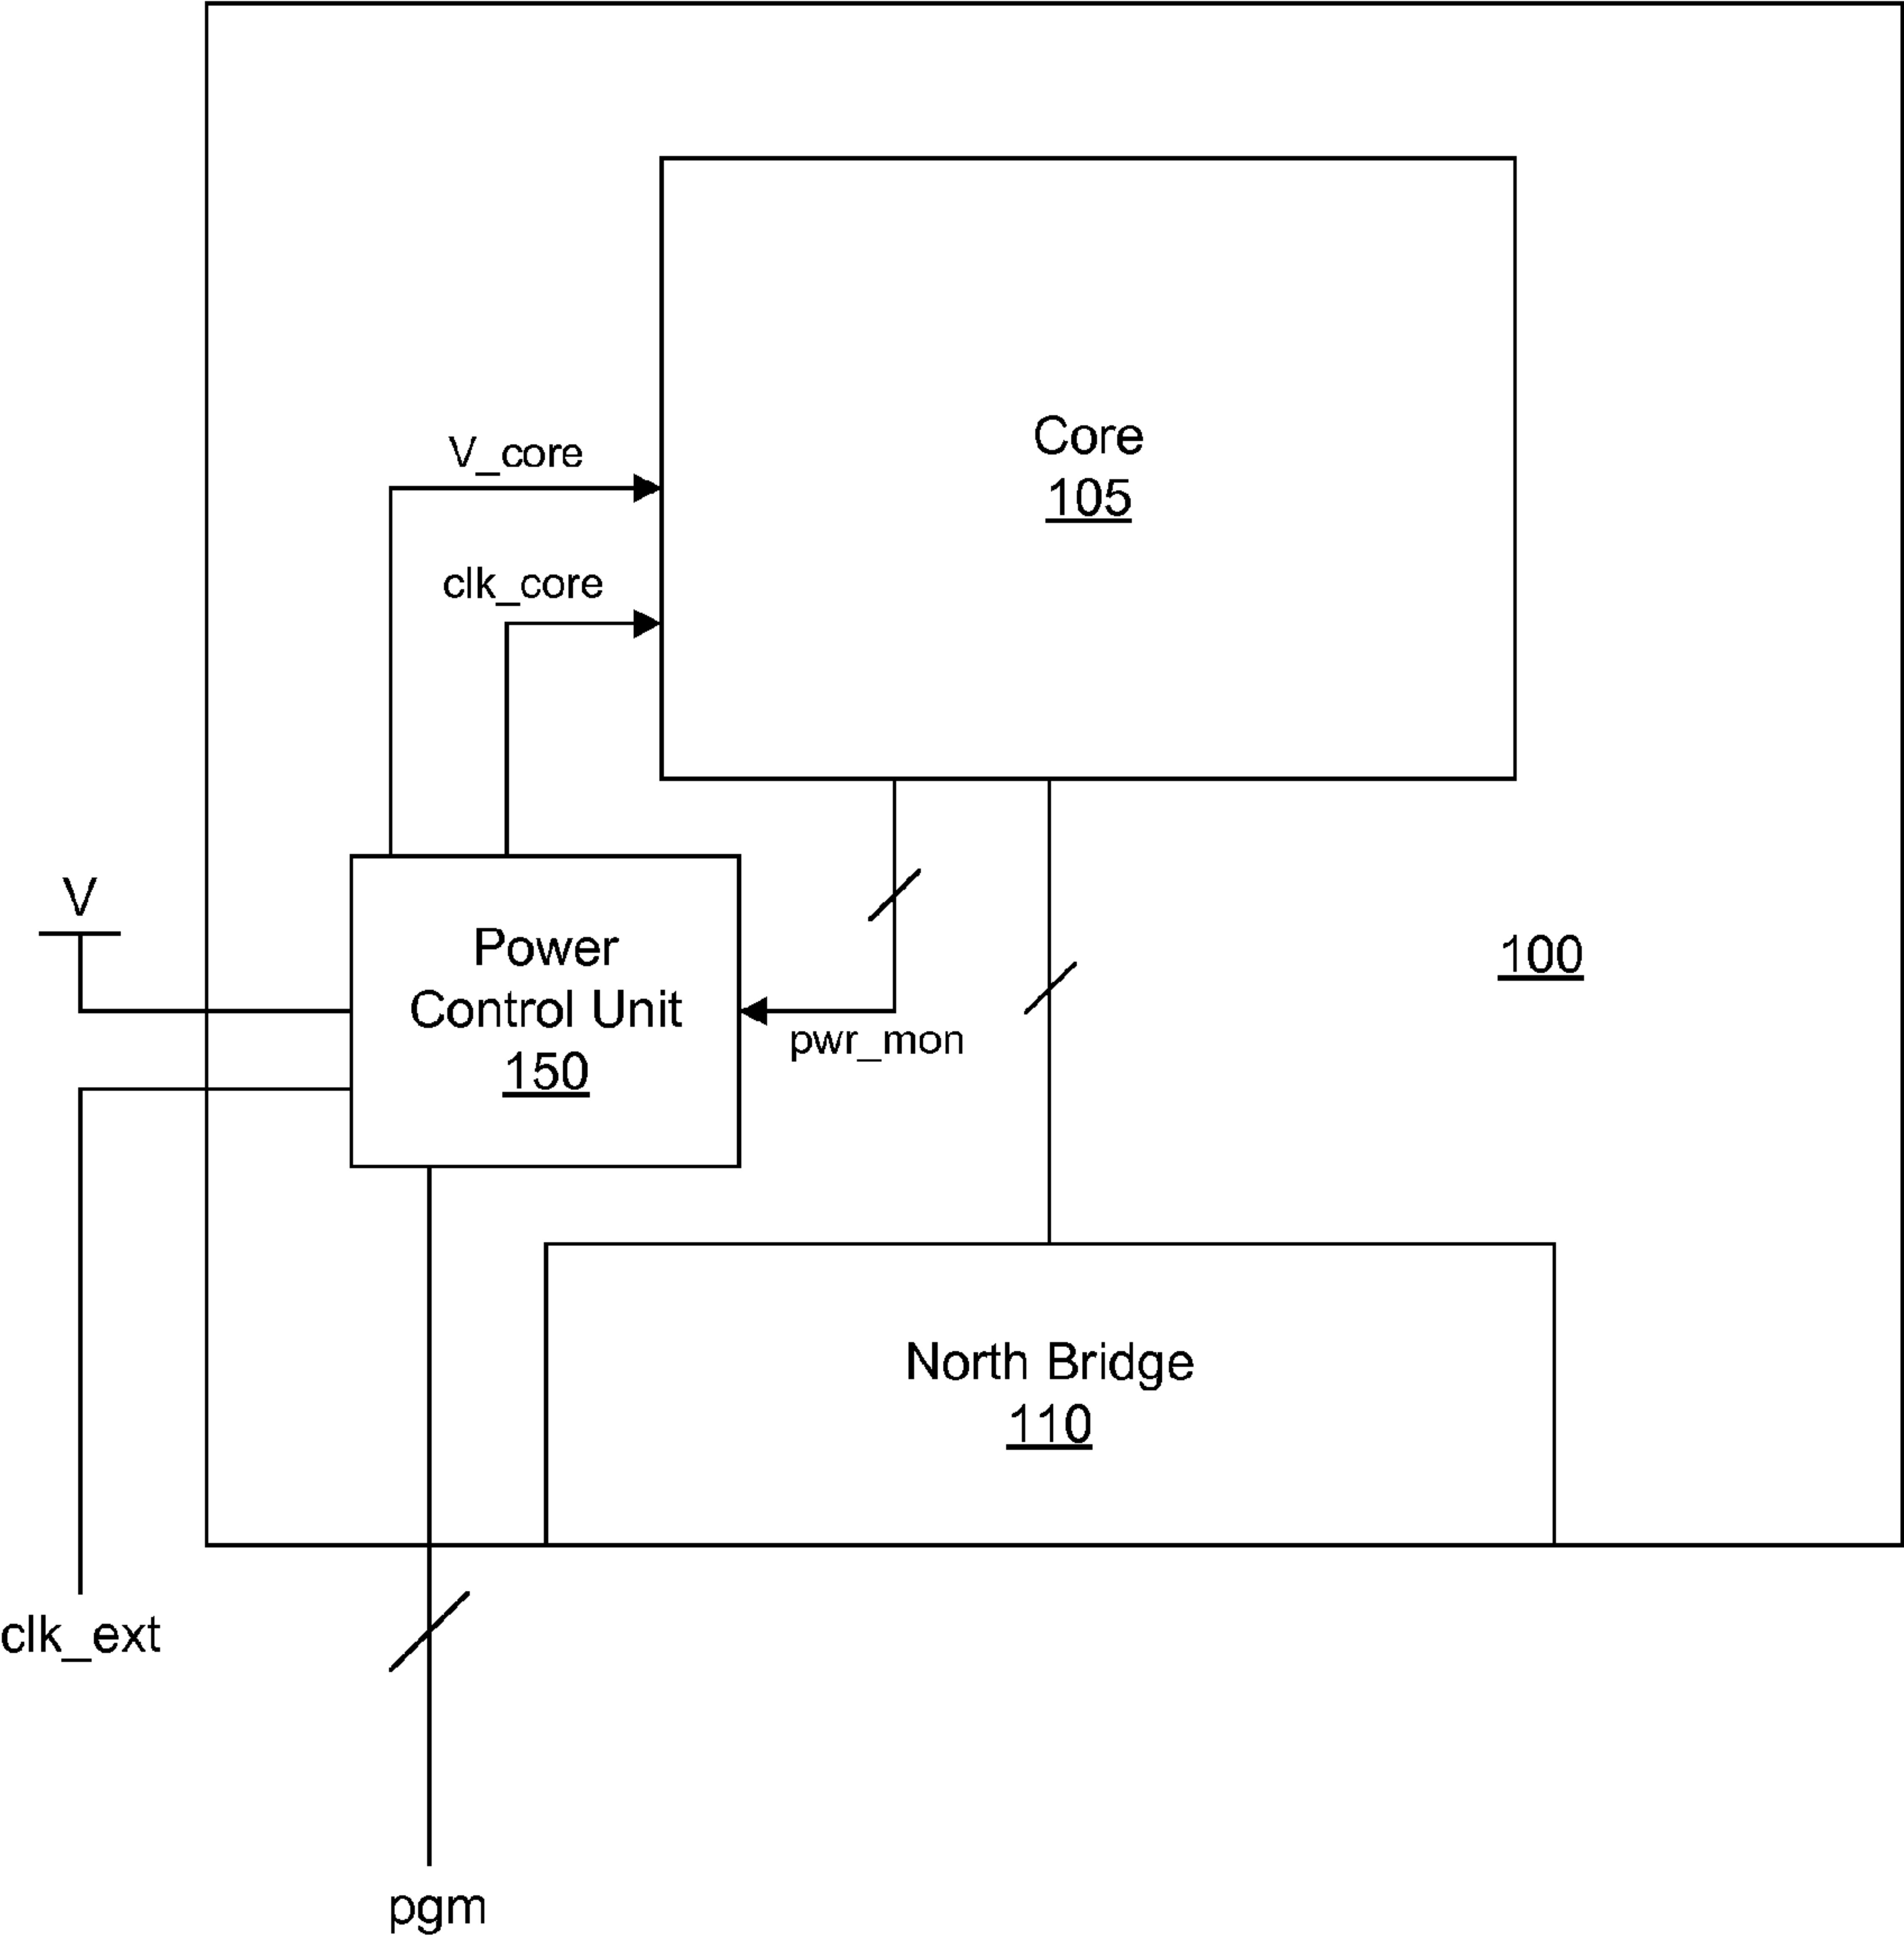 Core
105
V_core
clk_core
V
Power
Control Unit
150
pwr_mon
100
North Bridge
110
clk_ext
pgm